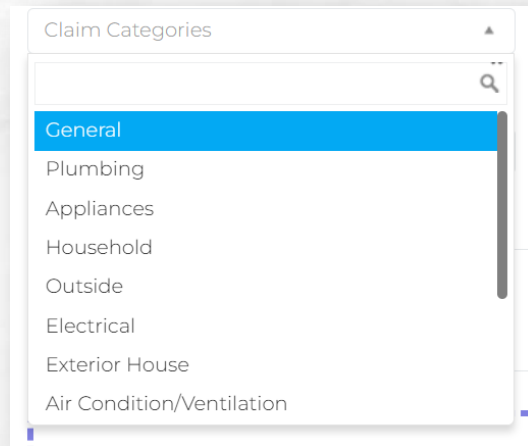 Claim Categories
General
Plumbing
Appliances
Household
Outside
Electrical
Exterior House
Air Condition/Ventilation